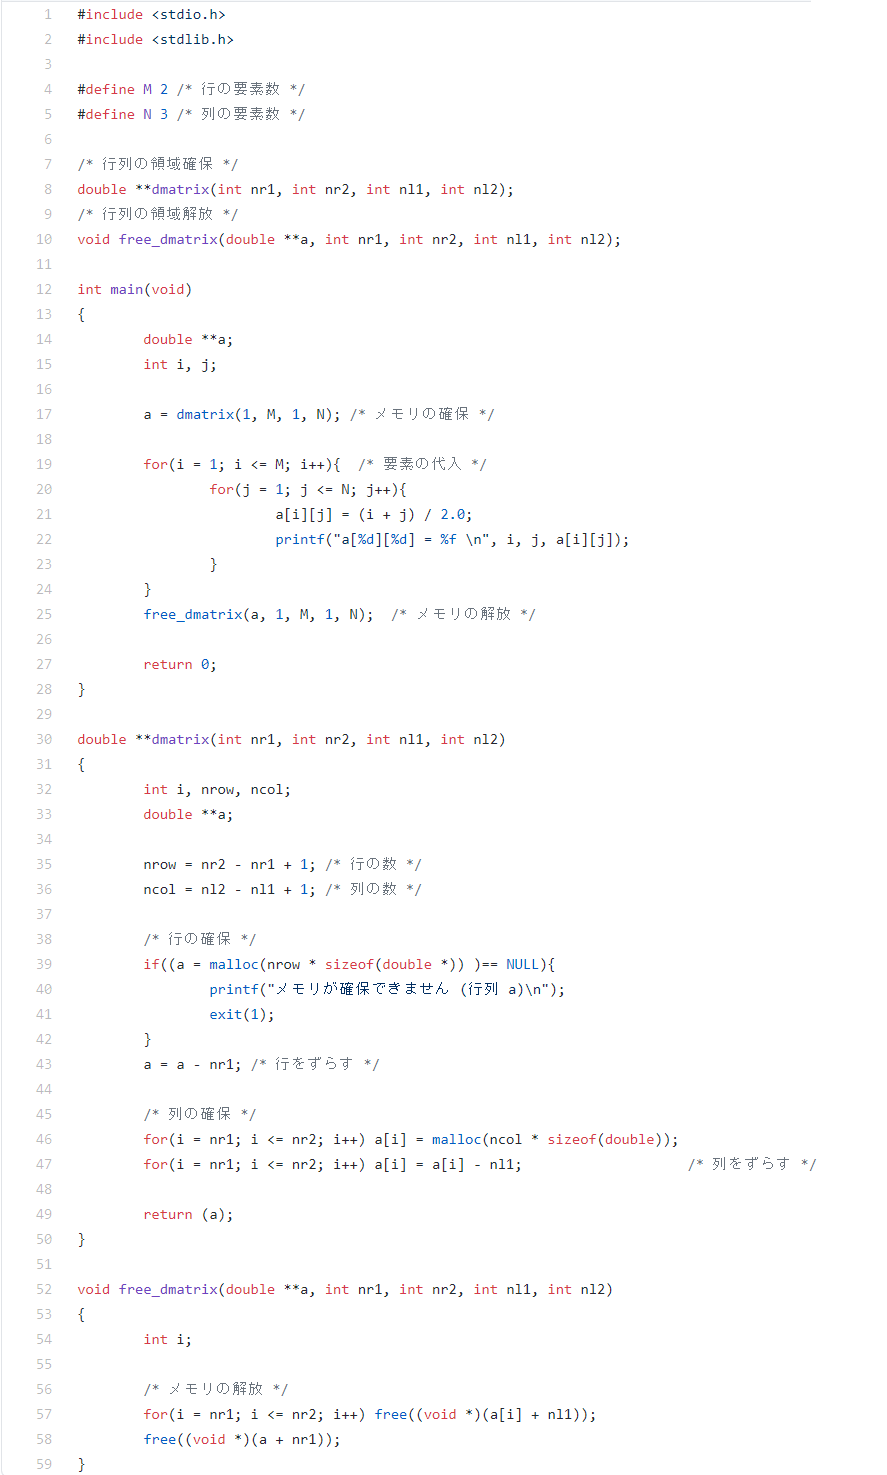 1 #include <stdio.h>
2 #include <stdlib.h>
3
4 #define M 2 /* 行の要素数 */
5 #define N 3 /* 列の要素数 */
6
7 /* 行列の領域確保 */
8 double **dmatrix(int nr1, int nr2, int nl1, int nl2);
9 /* 行列の領域解放 */
10 void free_dmatrix(double **a, int nr1, int nr2, int nl1, int nl2);
11
12 int main(void)
13 {
14 double **a;
15 int i, j;
16
17 a = dmatrix(1, M, 1, N); /* メモリの確保 */
18
19 for(i = 1; i <= M; i++){  /* 要素の代入 */
20 for(j = 1; j <= N; j++){
21 a[i][j] = (i + j) / 2.0;
22 printf("a[%d][%d] = %f \n", i, j, a[i][j]);
23 }
24 }
25 free_dmatrix(a, 1, M, 1, N);  /* メモリの解放 */
26
27 return 0;
28 }
29
30 double **dmatrix(int nr1, int nr2, int nl1, int nl2)
31 {
32 int i, nrow, ncol;
33 double **a;
34
35 nrow = nr2 - nr1 + 1; /* 行の数 */
36 ncol = nl2 - nl1 + 1; /* 列の数 */
37
38 /* 行の確保 */
39 if((a = malloc(nrow * sizeof(double *)) )== NULL){
40 printf("メモリが確保できません (行列 a)\n");
41 exit(1);
42 }
43 a = a - nr1; /* 行をずらす */
44
45 /* 列の確保 */
46 for(i = nr1; i <= nr2; i++) a[i] = malloc(ncol * sizeof(double));
47 for(i = nr1; i <= nr2; i++) a[i] = a[i] - nl1; /* 列をずらす */
48
49 return (a);
50 }
51
52 void free_dmatrix(double **a, int nr1, int nr2, int nl1, int nl2)
53 {
54 int i;
55
56 /* メモリの解放 */
57 for(i = nr1; i <= nr2; i++) free((void *)(a[i] + nl1));
58 free((void *)(a + nr1));
59 }